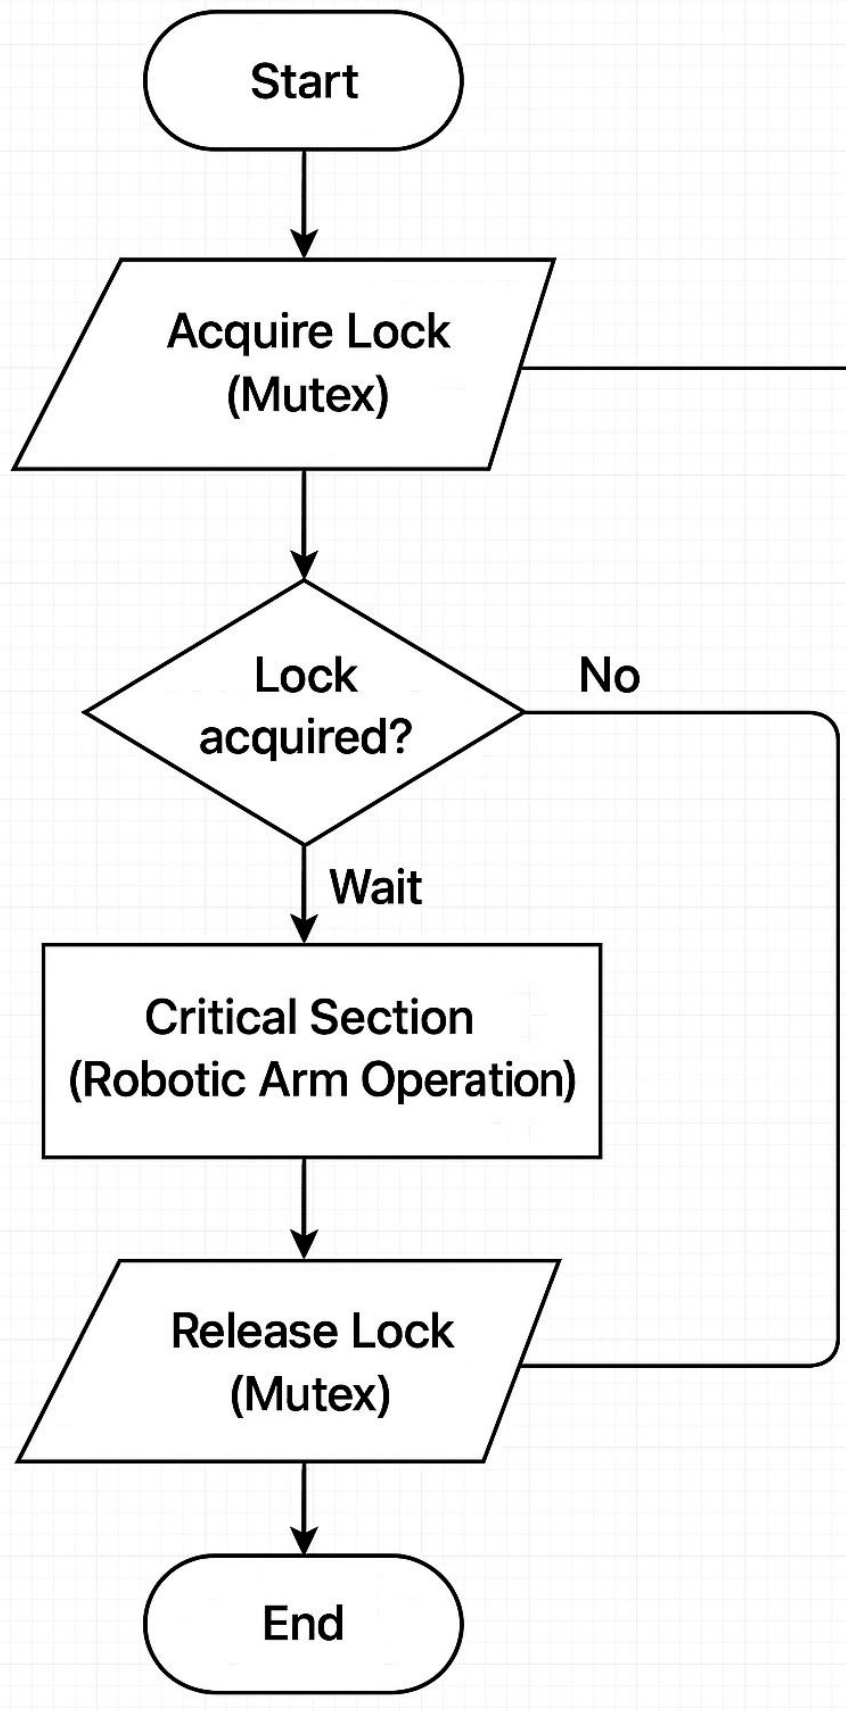 Start
Acquire Lock
(Mutex)
Lock
acquired?
No
Wait
Critical Section
(Robotic Arm Operation)
Release Lock
(Mutex)
End